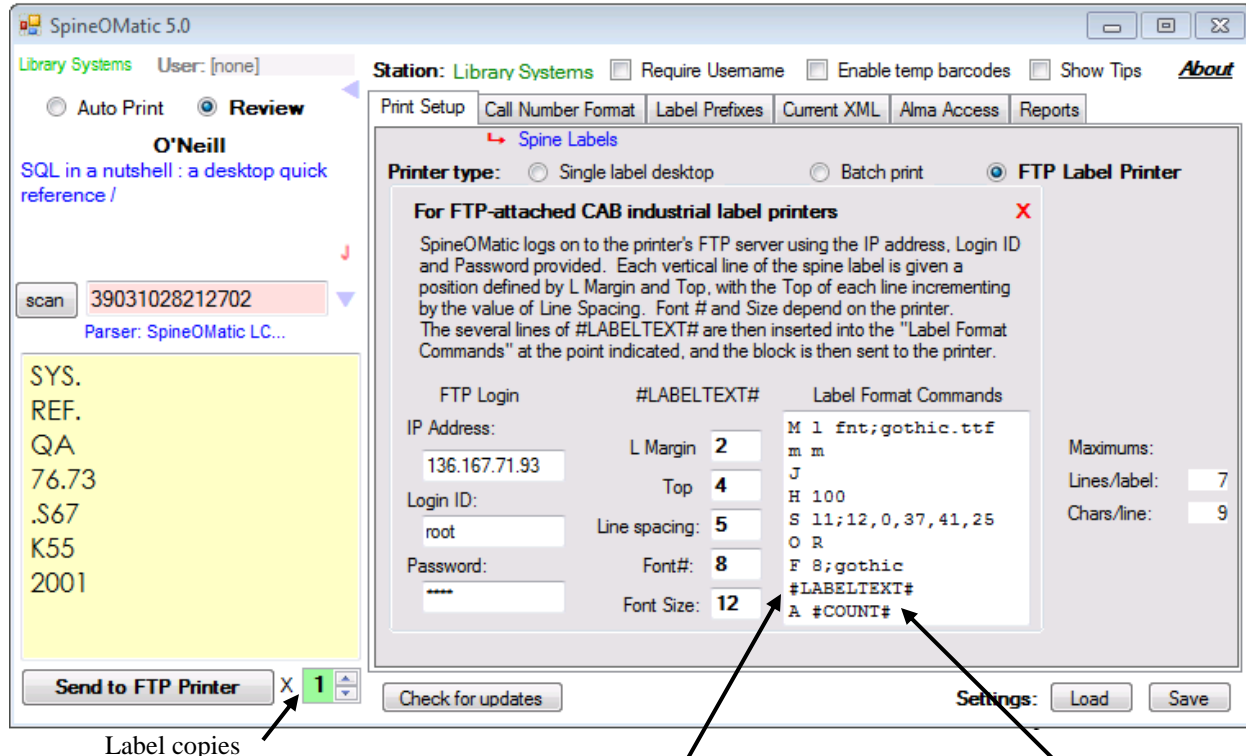 SpineOMatic 5.0
Library Systems User: [none]
Auto Print Review
O'Neill
SQL in a nutshell : a desktop quick
reference /
J
scan 39031028212702
Parser: SpineOMatic LC...
SYS.
REF.
QA
76.73
.S67
K55
2001
Send to FTP Printer X 1
Label copies
Station: Library Systems Require Username Enable temp barcodes Show Tips About
Print Setup Call Number Format Label Prefixes Current XML Alma Access Reports
Spine Labels
Printer type: Single label desktop Batch print FTP Label Printer
For FTP-attached CAB industrial label printers X
SpineOMatic logs on to the printer's FTP server using the IP address, Login ID
and Password provided. Each vertical line of the spine label is given a
position defined by L Margin and Top, with the Top of each line incrementing
by the value of Line Spacing. Font # and Size depend on the printer.
The several lines of #LABELTEXT# are then inserted into the "Label Format
Commands" at the point indicated, and the block is then sent to the printer.
FTP Login
IP Address:
136.167.71.93
Login ID:
root
Password:
****
#LABELTEXT#
L Margin 2
Top 4
Line spacing: 5
Font#: 8
Font Size: 12
Label Format Commands
M l fnt;gothic.ttf
m m
J
H 100
S l1;12,0,37,41,25
O R
F 8;gothic
#LABELTEXT#
A #COUNT#
Maximums:
Lines/label: 7
Chars/line: 9
Check for updates Settings: Load Save